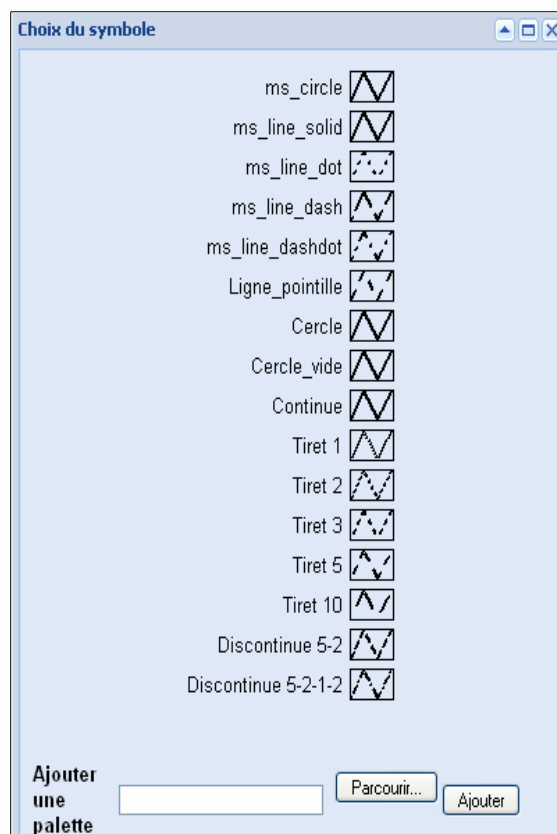 Choix du symbole
ms_circle
ms_line_solid
ms_line_dot
ms_line_dash
ms_line_dashdot
Ligne_pointille
Cercle
Cercle_vide
Continue
Tiret 1
Tiret 2
Tiret 3
Tiret 5
Tiret 10
Discontinue 5-2
Discontinue 5-2-1-2
Ajouter
une
palette
Parcourir...
Ajouter